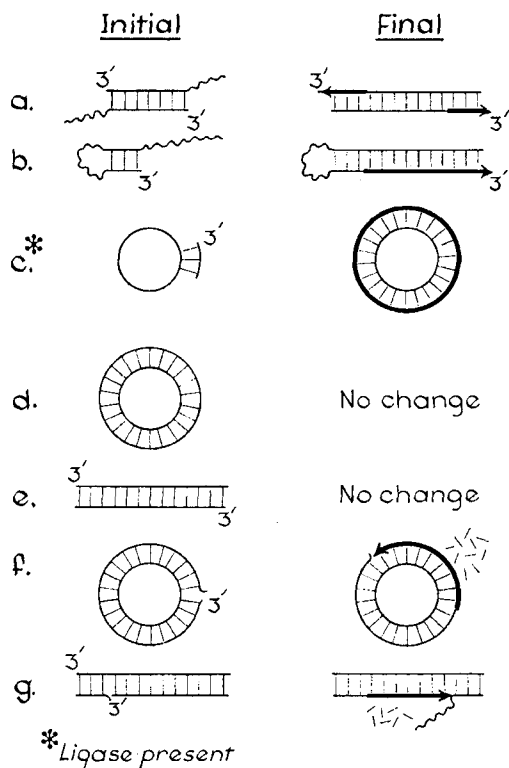 Initial Final
3′ 3′
a.
3′ 3′
b.
3′ 3′
3′
c.*
d. No change
3′
e. No change
3′
f.
3′
3′
g.
3′
*Ligase present